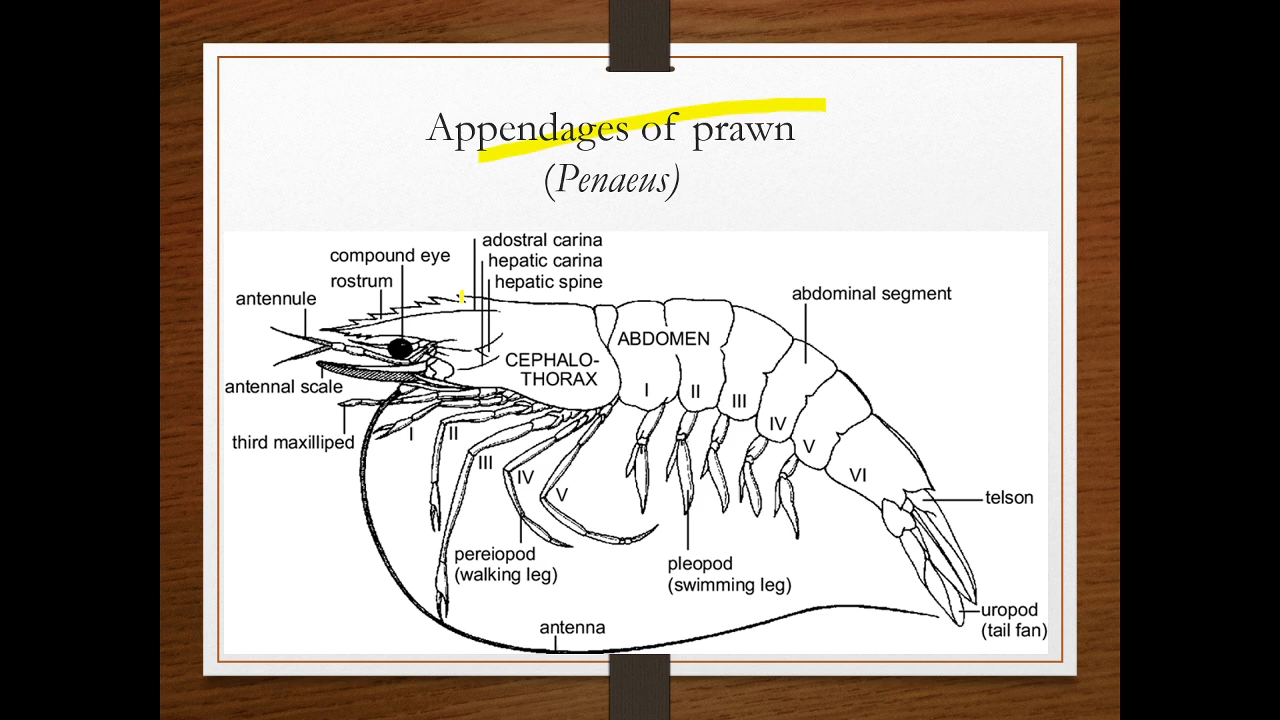 Appendages of prawn
(Penaeus)
adostral carina
compound eye
hepatic carina
rostrum
hepatic spine
antennule
abdominal segment
ABDOMEN
CEPHALO-
THORAX
antennal scale
I
II
III
IV
V
VI
third maxilliped
I
II
III
IV
V
telson
pereiopod
(walking leg)
pleopod
(swimming leg)
uropod
(tail fan)
antenna